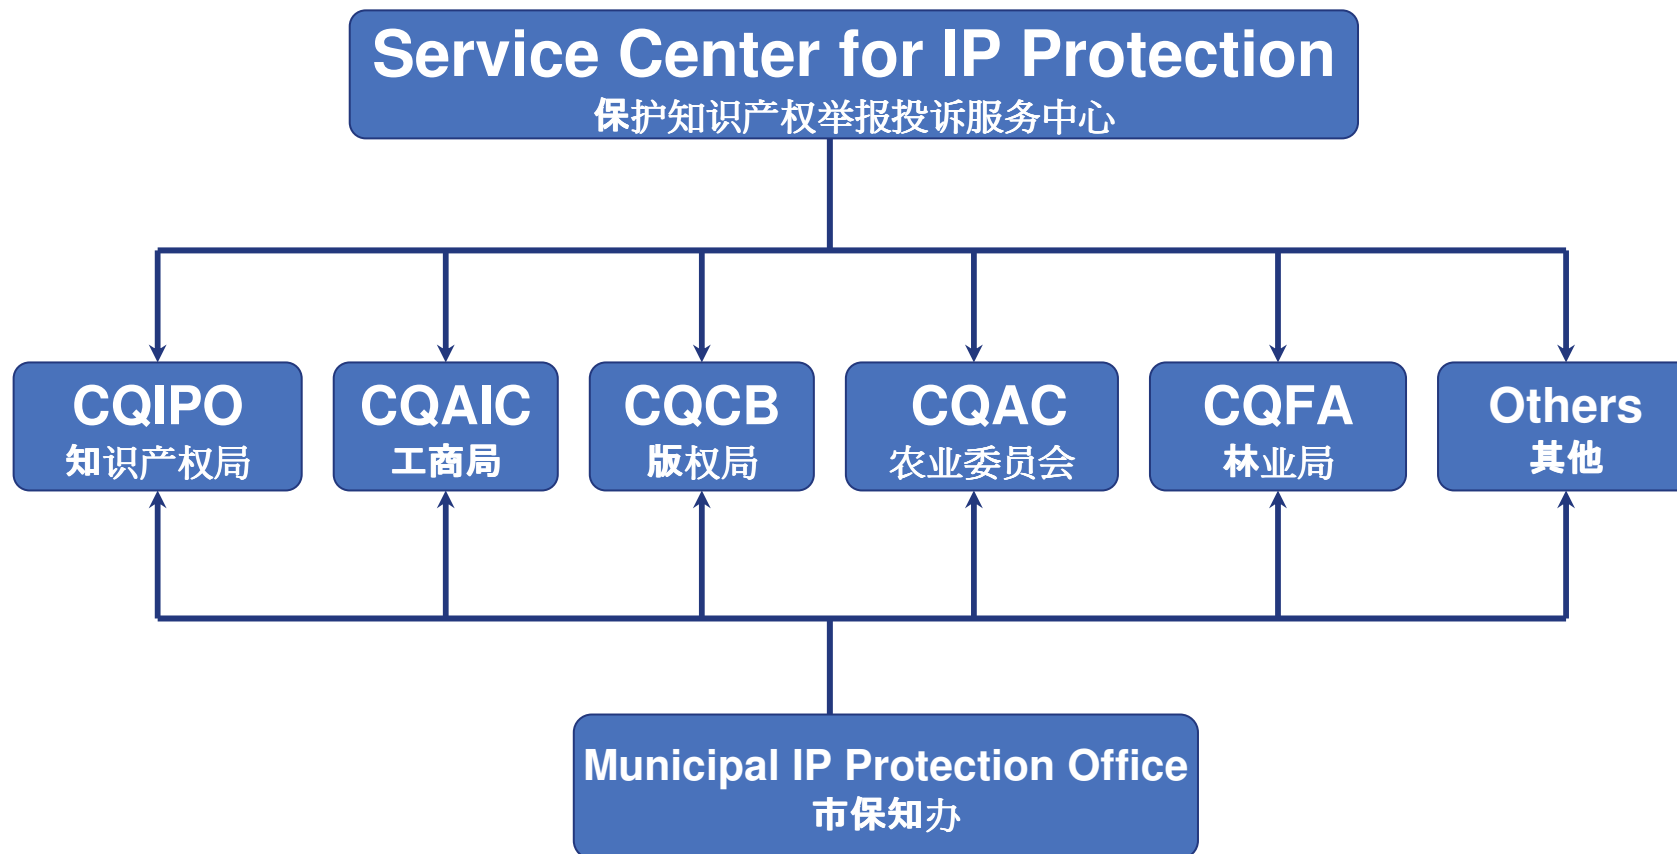 Service Center for IP Protection
保护知识产权举报投诉服务中心
CQIPO
知识产权局
CQAIC
工商局
CQCB
版权局
CQAC
农业委员会
CQFA
林业局
Others
其他
Municipal IP Protection Office
市保知办